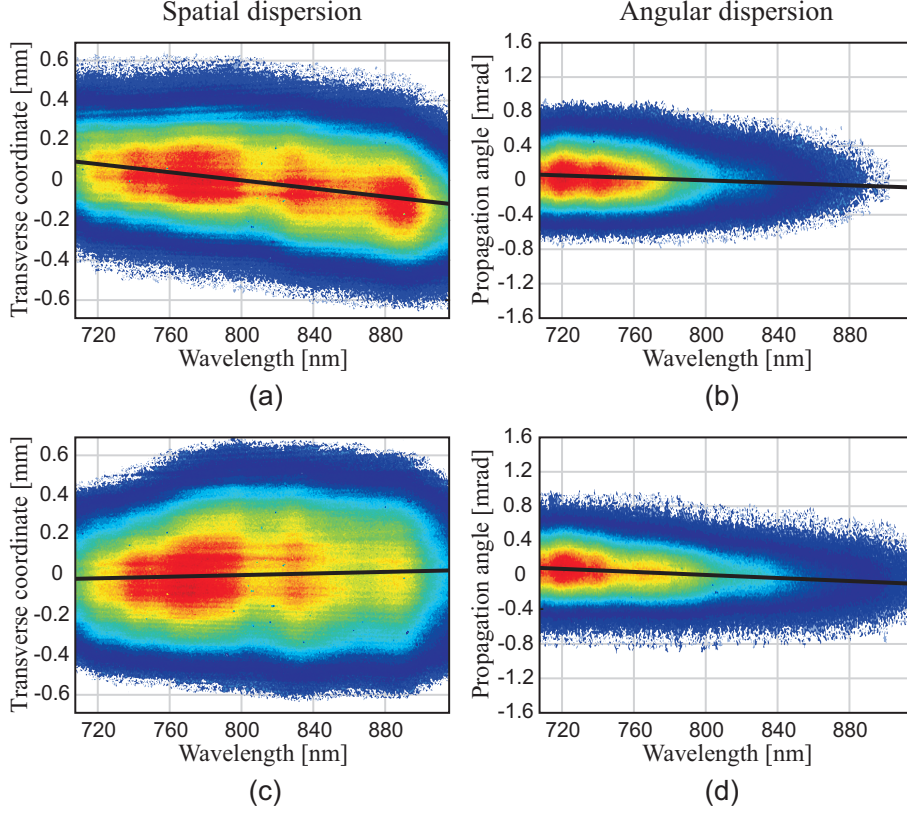 Spatial dispersion
Angular dispersion
Transverse coordinate [mm]
0.6
0.4
0.2
0
-0.2
-0.4
-0.6
720 760 800 840 880
Wavelength [nm]
(a)
Propagation angle [mrad]
1.6
1.2
0.8
0.4
0
-0.4
-0.8
-1.2
-1.6
720 760 800 840 880
Wavelength [nm]
(b)
Transverse coordinate [mm]
0.6
0.4
0.2
0
-0.2
-0.4
-0.6
720 760 800 840 880
Wavelength [nm]
(c)
Propagation angle [mrad]
1.6
1.2
0.8
0.4
0
-0.4
-0.8
-1.2
-1.6
720 760 800 840 880
Wavelength [nm]
(d)